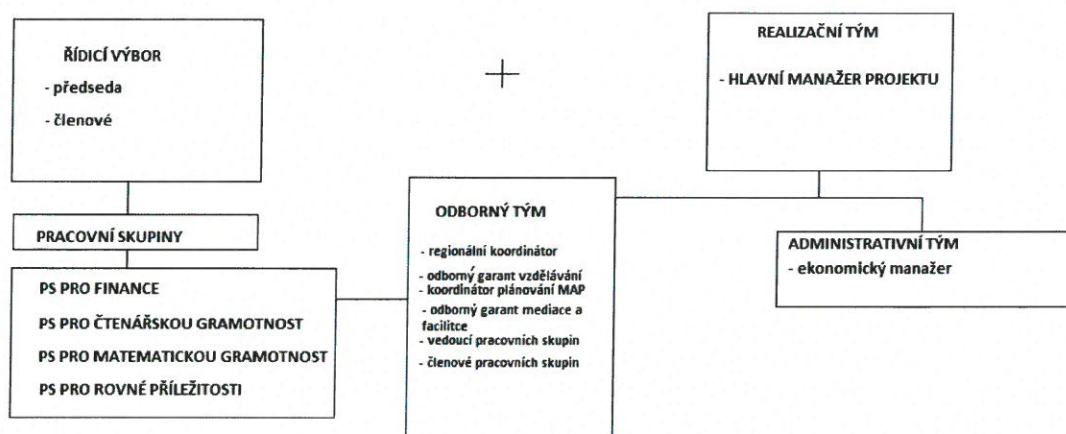 ŘÍDICÍ VÝBOR
- předseda
- členové
PRACOVNÍ SKUPINY
PS PRO FINANCE
PS PRO ČTENÁŘSKOU GRAMOTNOST
PS PRO MATEMATICKOU GRAMOTNOST
PS PRO ROVNÉ PŘÍLEŽITOSTI
ODBORNÝ TÝM
- regionální koordinátor
- odborný garant vzdělávání
- koordinátor plánování MAP
- odborný garant mediace a
facilitce
- vedoucí pracovních skupin
- členové pracovních skupin
REALIZAČNÍ TÝM
- HLAVNÍ MANAŽER PROJEKTU
ADMINISTRATIVNÍ TÝM
- ekonomický manažer